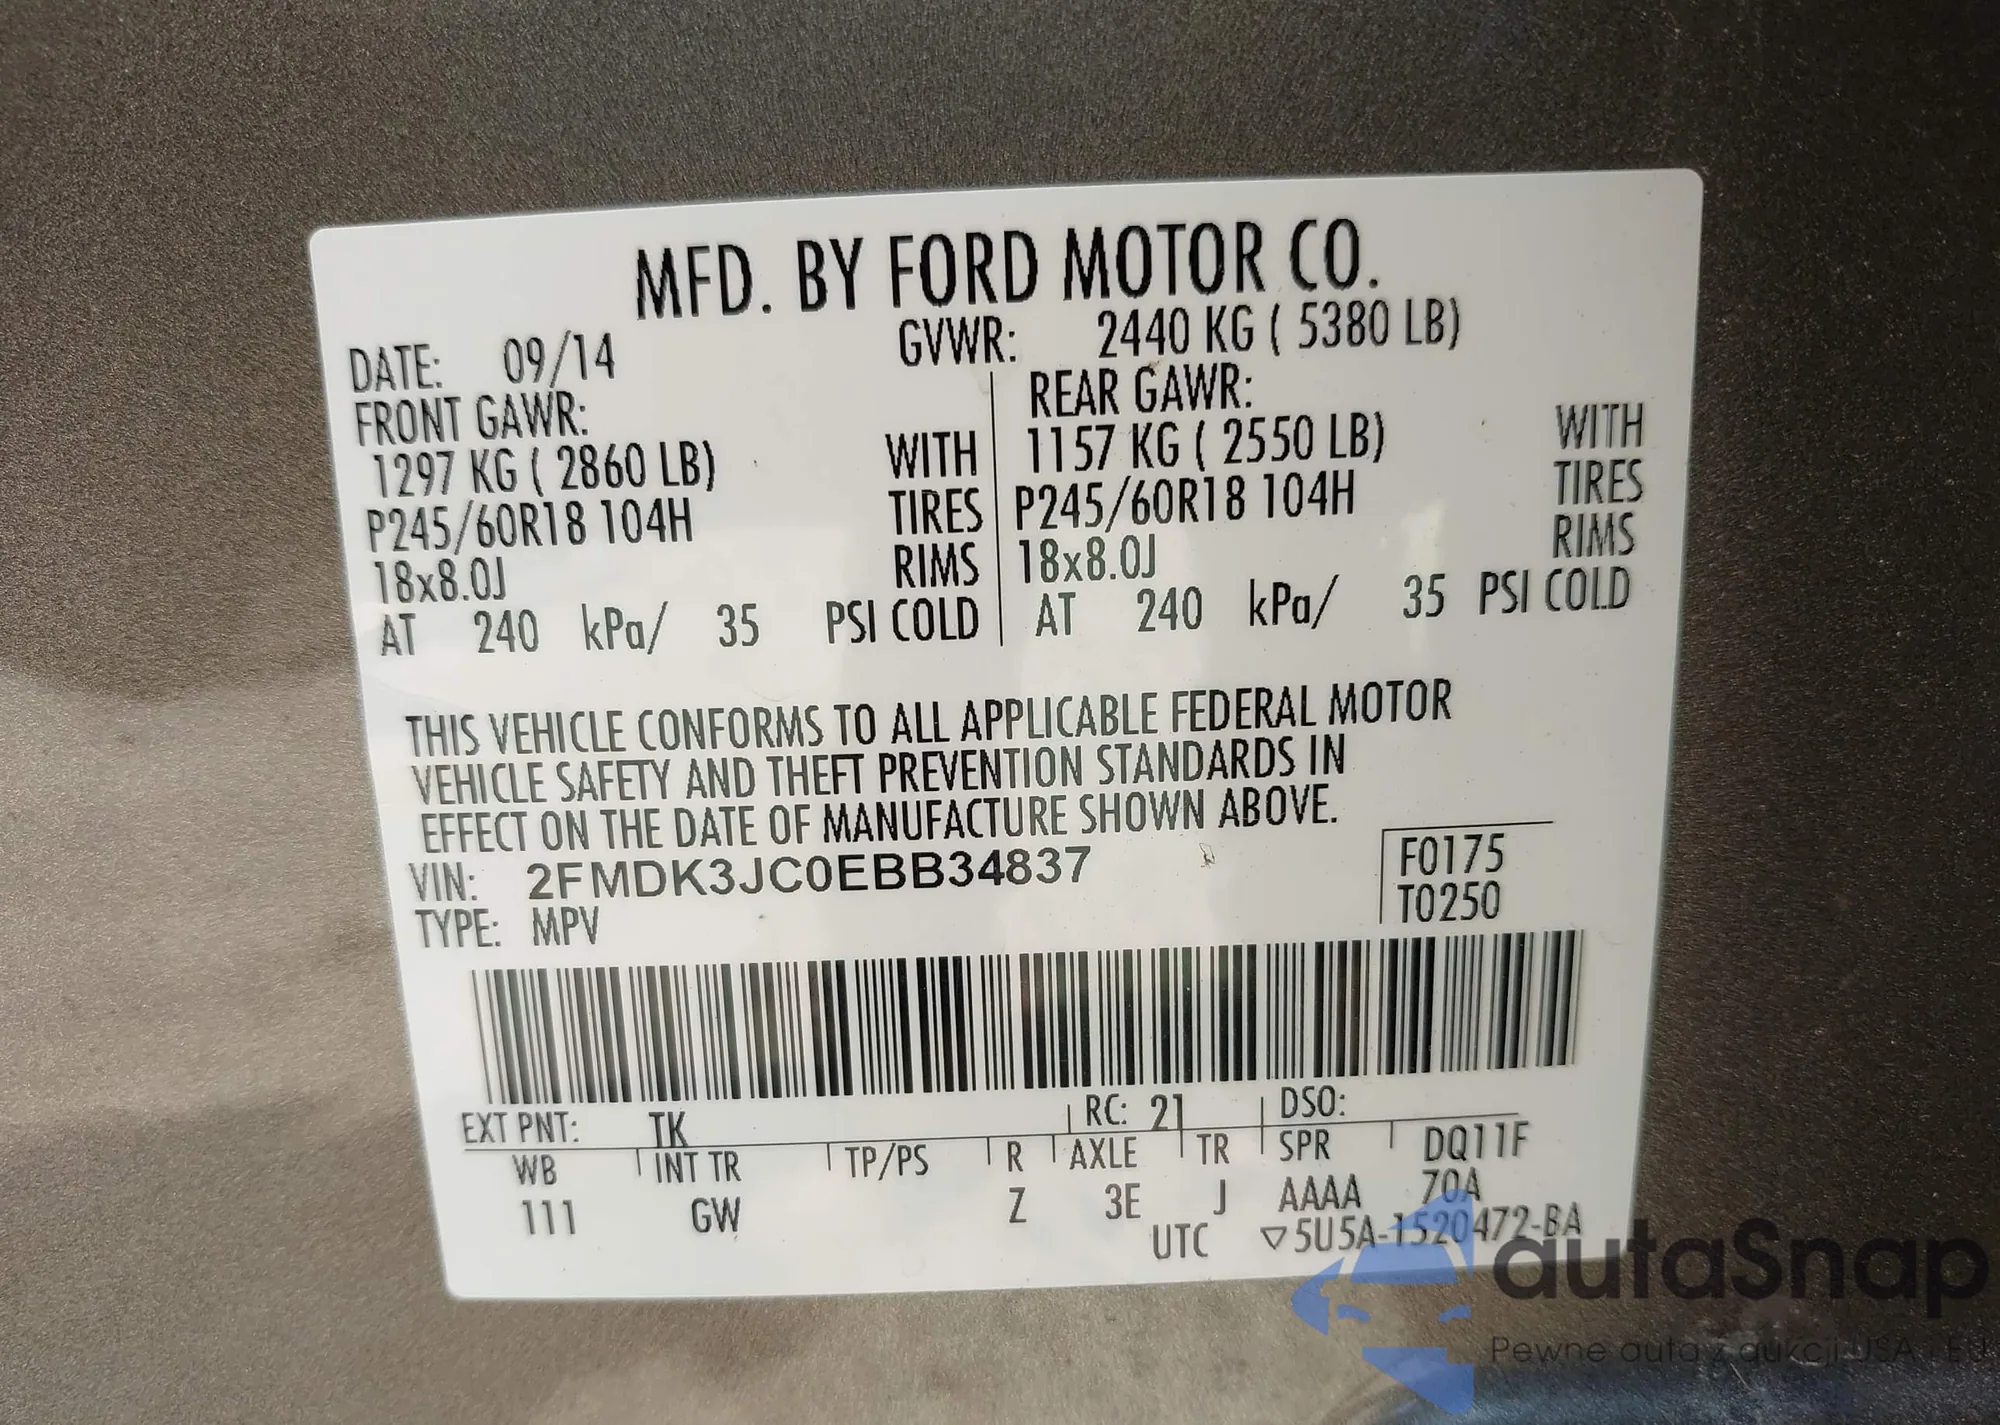 MFD. BY FORD MOTOR CO.
DATE: 09/14 GVWR: 2440 KG ( 5380 LB)
FRONT GAWR: REAR GAWR:
1297 KG ( 2860 LB) WITH 1157 KG ( 2550 LB) WITH
P245/60R18 104H TIRES P245/60R18 104H TIRES
18x8.0J RIMS 18x8.0J RIMS
AT 240 kPa/ 35 PSI COLD AT 240 kPa/ 35 PSI COLD
THIS VEHICLE CONFORMS TO ALL APPLICABLE FEDERAL MOTOR
VEHICLE SAFETY AND THEFT PREVENTION STANDARDS IN
EFFECT ON THE DATE OF MANUFACTURE SHOWN ABOVE.
VIN: 2FMDK3JC0EBB34837 F0175
TYPE: MPV T0250
EXT PNT: TK RC: 21 DSO:
WB INT TR TP/PS R AXLE TR SPR DQ11F
111 GW Z 3E J AAAA 70A
UTC ▽5U5A-1520472-BA
autaSnap
Pewne auta z aukcji USA i EU